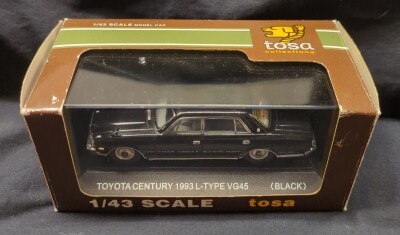 1/43 SCALE MODEL CAR
tosa
collections
TOYOTA CENTURY 1993 L-TYPE VG45 (BLACK)
1/43 SCALE tosa